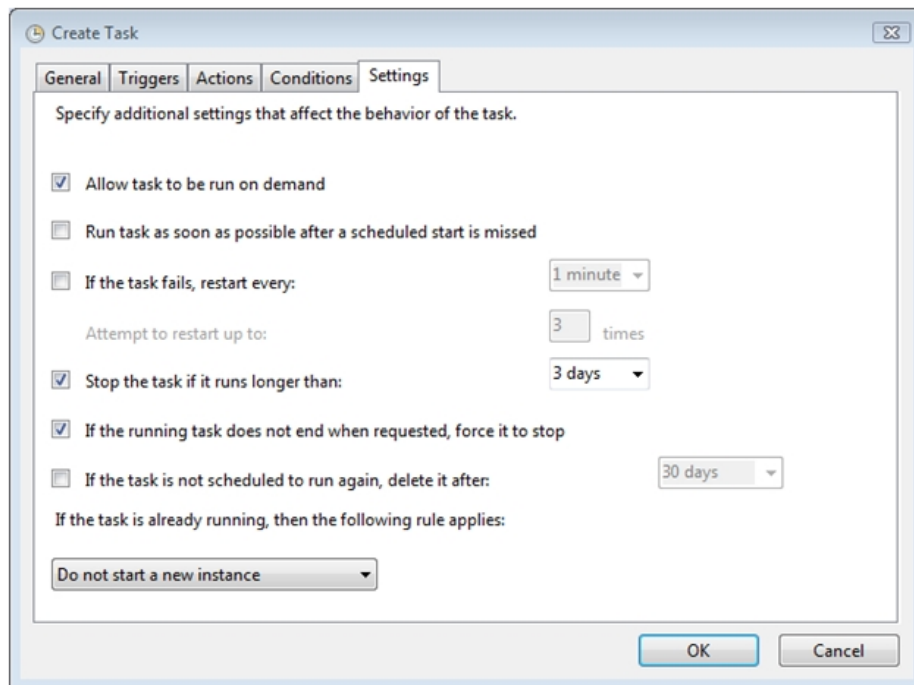 Create Task
General Triggers Actions Conditions Settings
Specify additional settings that affect the behavior of the task.
Allow task to be run on demand
Run task as soon as possible after a scheduled start is missed
If the task fails, restart every: 1 minute
Attempt to restart up to: 3 times
Stop the task if it runs longer than: 3 days
If the running task does not end when requested, force it to stop
If the task is not scheduled to run again, delete it after: 30 days
If the task is already running, then the following rule applies:
Do not start a new instance
OK Cancel